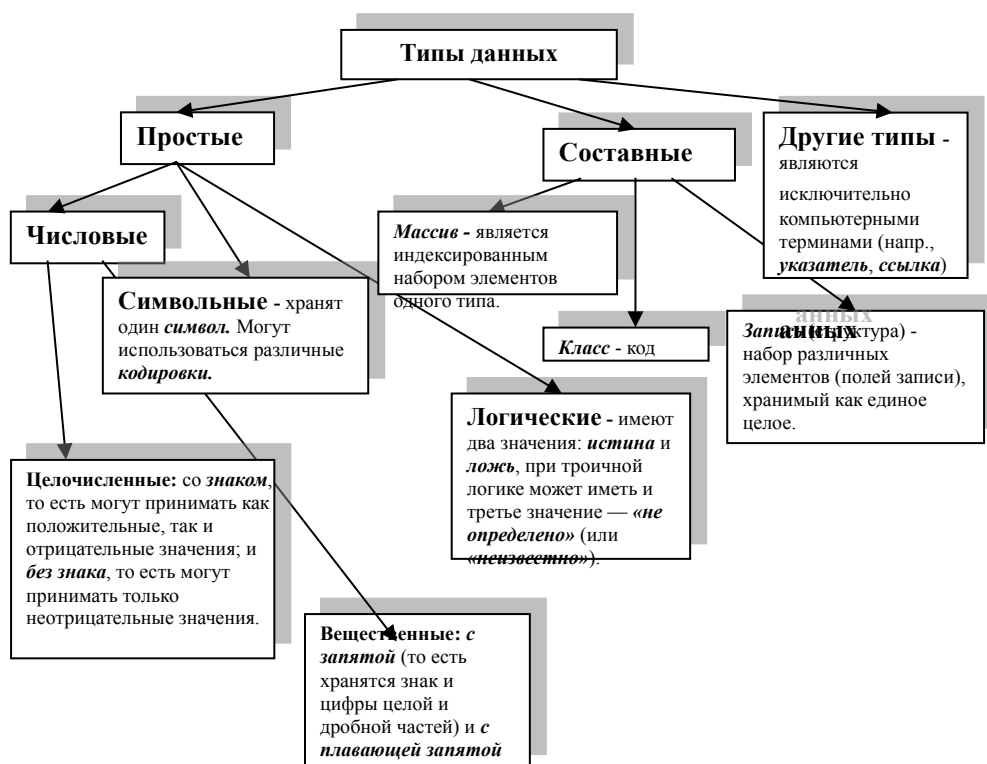 Типы данных
Простые
Составные
Другие типы -
являются
исключительно
компьютерными
терминами (напр.,
указатель, ссылка)
Числовые
Массив - является
индексированным
набором элементов
одного типа.
Символьные - хранят
один символ. Могут
использоваться различные
кодировки.
Класс - код
анных
анных
Запись (структура) -
набор различных
элементов (полей записи),
хранимый как единое
целое.
Логические - имеют
два значения: истина и
ложь, при троичной
логике может иметь и
третье значение — «не
определено» (или
«неизвестно»).
Целочисленные: со знаком,
то есть могут принимать как
положительные, так и
отрицательные значения; и
без знака, то есть могут
принимать только
неотрицательные значения.
Вещественные: с
запятой (то есть
хранятся знак и
цифры целой и
дробной частей) и с
плавающей запятой